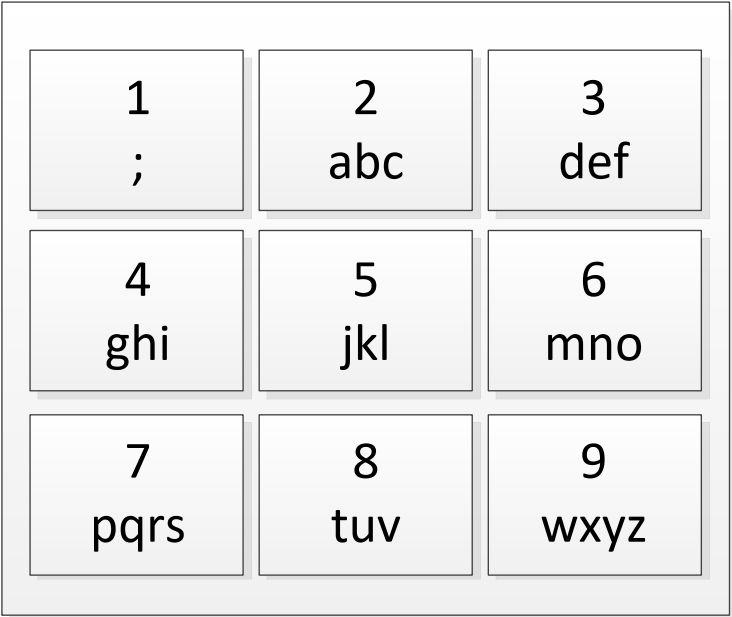 1 2 3
; abc def
4 5 6
ghi jkl mno
7 8 9
pqrs tuv wxyz